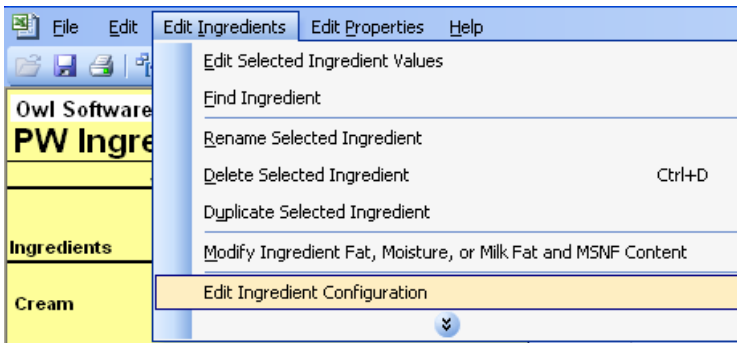 File Edit Edit Ingredients Edit Properties Help
Edit Selected Ingredient Values
Find Ingredient
Owl Software
PW Ingre
Rename Selected Ingredient
Delete Selected Ingredient Ctrl+D
Duplicate Selected Ingredient
Ingredients
Modify Ingredient Fat, Moisture, or Milk Fat and MSNF Content
Edit Ingredient Configuration
Cream